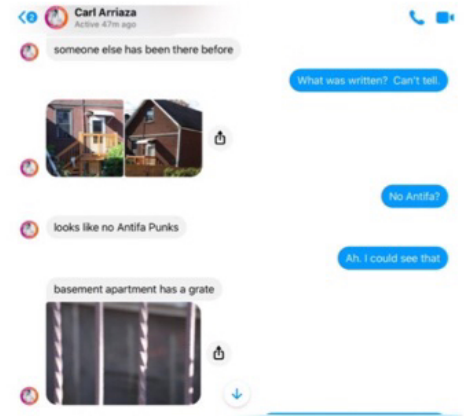 2
Carl Arriaza
Active 47m ago
someone else has been there before
What was written? Can't tell.
No Antifa?
looks like no Antifa Punks
Ah. I could see that
basement apartment has a grate